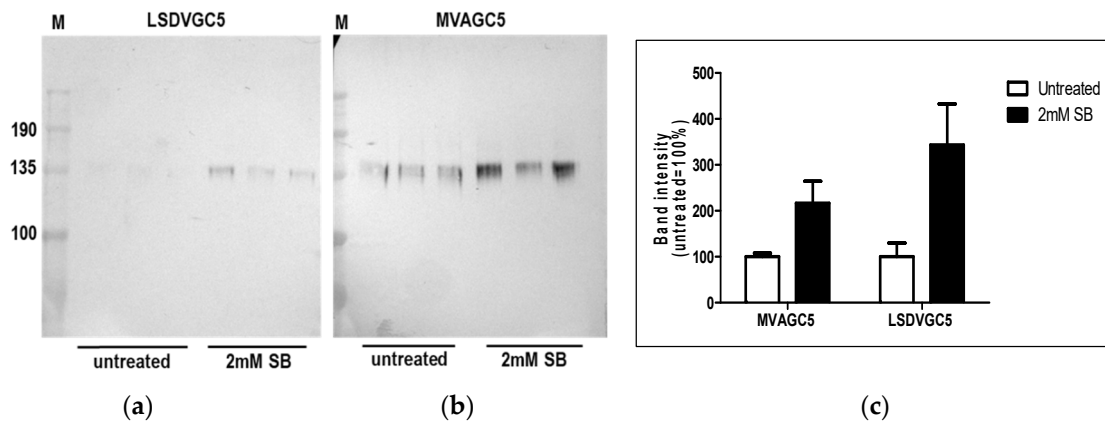 M LSDVGC5
190
135
100
untreated 2mM SB
(a)
M MVAGC5
untreated 2mM SB
(b)
Band intensity
(untreated=100%)
500
400
300
200
100
0
MVAGC5 LSDVGC5
Untreated
2mM SB
(c)